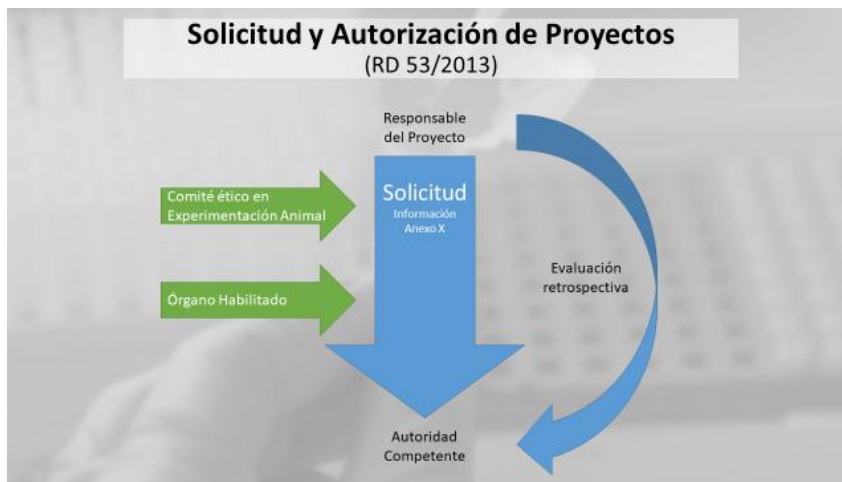 Solicitud y Autorización de Proyectos
(RD 53/2013)
Responsable
del Proyecto
Comité ético en
Experimentación Animal
Solicitud
Información
Anexo X
Evaluación
retrospectiva
Órgano Habilitado
Autoridad
Competente